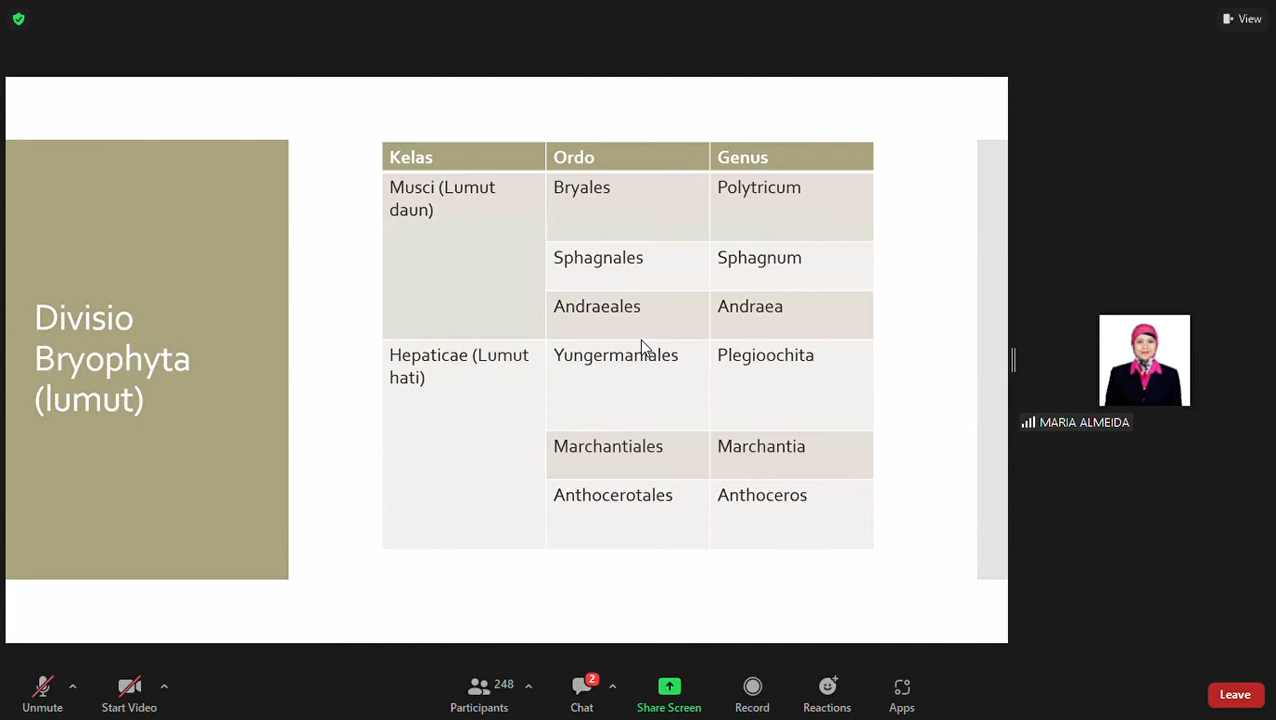 View
Divisio
Bryophyta
(lumut)
Kelas Ordo Genus
Musci (Lumut
daun)
Bryales Polytricum
Sphagnales Sphagnum
Andraeales Andraea
Hepaticae (Lumut
hati)
Yungermaniales Plegioochita
Marchantiales Marchantia
Anthocerotales Anthoceros
MARIA ALMEIDA
Unmute
Start Video
248
Participants
2
Chat
Share Screen
Record
Reactions
Apps
Leave